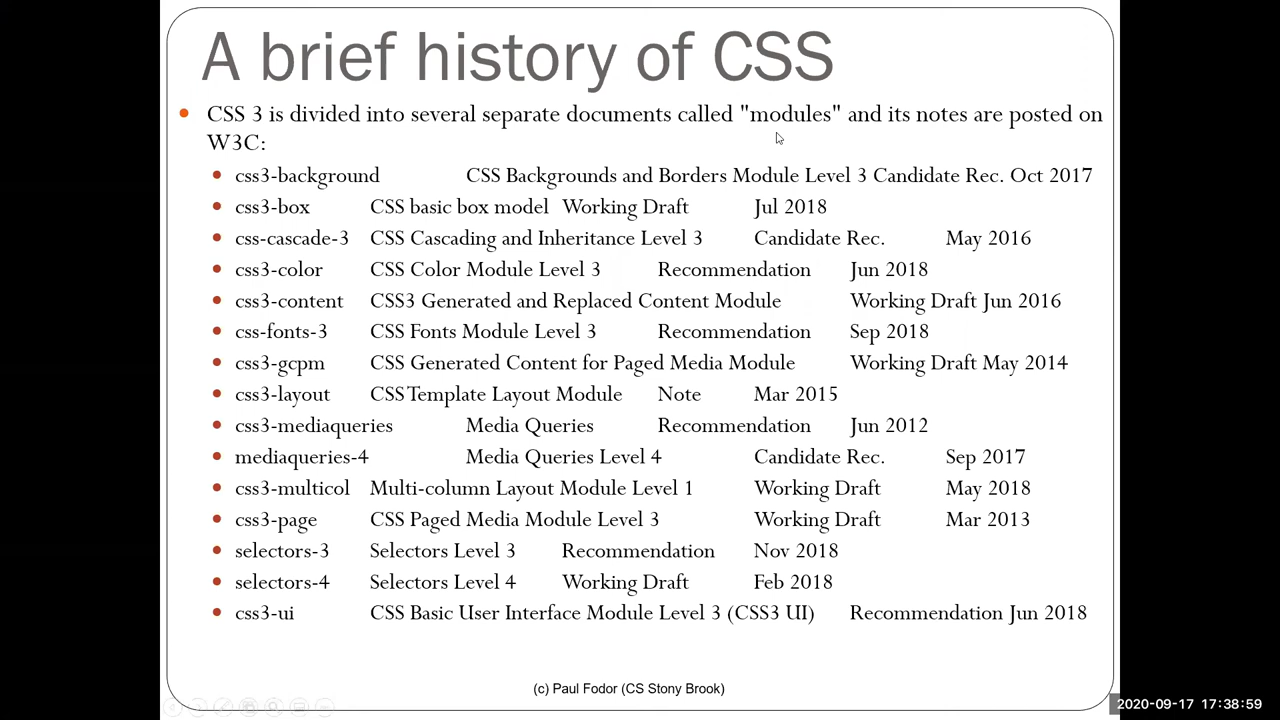 A brief history of CSS
CSS 3 is divided into several separate documents called "modules" and its notes are posted on
W3C:
css3-background CSS Backgrounds and Borders Module Level 3 Candidate Rec. Oct 2017
css3-box CSS basic box model Working Draft Jul 2018
css-cascade-3 CSS Cascading and Inheritance Level 3 Candidate Rec. May 2016
css3-color CSS Color Module Level 3 Recommendation Jun 2018
css3-content CSS3 Generated and Replaced Content Module Working Draft Jun 2016
css-fonts-3 CSS Fonts Module Level 3 Recommendation Sep 2018
css3-gcpm CSS Generated Content for Paged Media Module Working Draft May 2014
css3-layout CSS Template Layout Module Note Mar 2015
css3-mediaqueries Media Queries Recommendation Jun 2012
mediaqueries-4 Media Queries Level 4 Candidate Rec. Sep 2017
css3-multicol Multi-column Layout Module Level 1 Working Draft May 2018
css3-page CSS Paged Media Module Level 3 Working Draft Mar 2013
selectors-3 Selectors Level 3 Recommendation Nov 2018
selectors-4 Selectors Level 4 Working Draft Feb 2018
css3-ui CSS Basic User Interface Module Level 3 (CSS3 UI) Recommendation Jun 2018
(c) Paul Fodor (CS Stony Brook)
2020-09-17 17:38:59